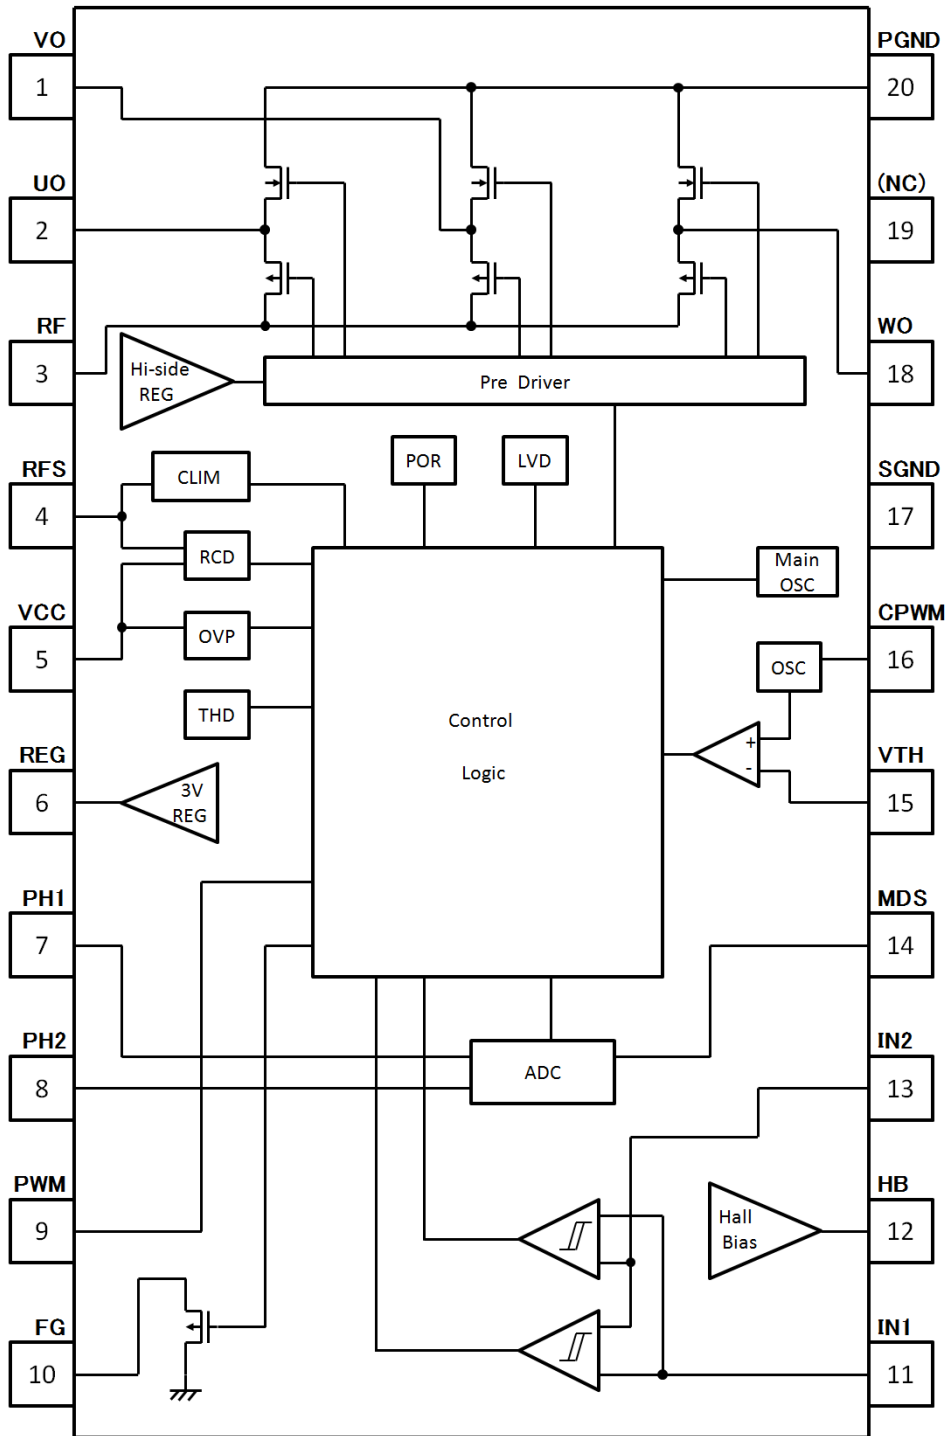 VO
1
UO
2
RF
3
RFS
4
VCC
5
REG
6
PH1
7
PH2
8
PWM
9
FG
10
Hi-side
REG
Pre Driver
CLIM
POR
LVD
RCD
OVP
THD
3V
REG
Control
Logic
Main
OSC
OSC
+
-
ADC
Hall
Bias
PGND
20
(NC)
19
WO
18
SGND
17
CPWM
16
VTH
15
MDS
14
IN2
13
HB
12
IN1
11